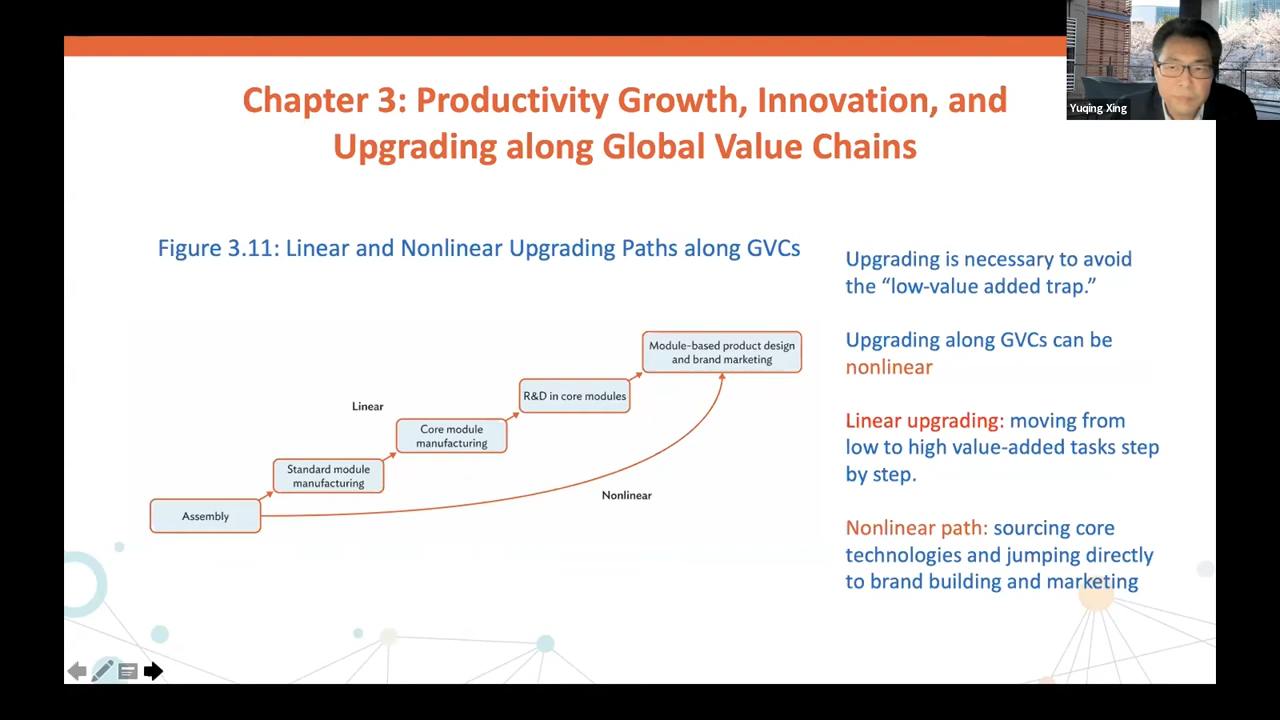 Chapter 3: Productivity Growth, Innovation, and
Upgrading along Global Value Chains
Yuqing Xing
Figure 3.11: Linear and Nonlinear Upgrading Paths along GVCs
Module-based product design
and brand marketing
R&D in core modules
Linear
Core module
manufacturing
Standard module
manufacturing
Nonlinear
Assembly
Upgrading is necessary to avoid
the “low-value added trap.”
Upgrading along GVCs can be
nonlinear
Linear upgrading: moving from
low to high value-added tasks step
by step.
Nonlinear path: sourcing core
technologies and jumping directly
to brand building and marketing